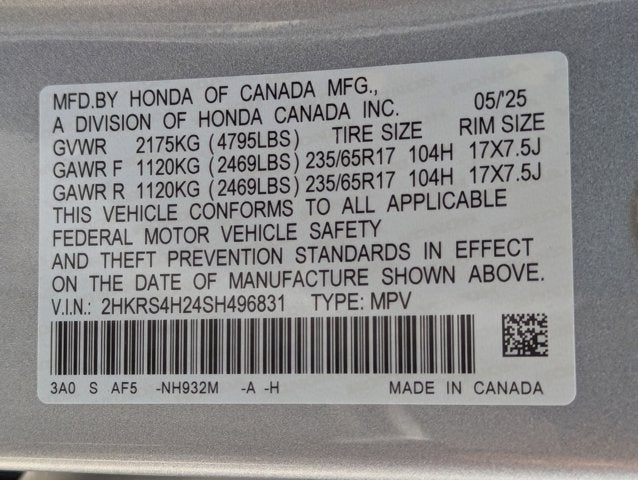 MFD.BY HONDA OF CANADA MFG., 05/'25
A DIVISION OF HONDA CANADA INC.
GVWR 2175KG (4795LBS) TIRE SIZE RIM SIZE
GAWR F 1120KG (2469LBS) 235/65R17 104H 17X7.5J
GAWR R 1120KG (2469LBS) 235/65R17 104H 17X7.5J
THIS VEHICLE CONFORMS TO ALL APPLICABLE
FEDERAL MOTOR VEHICLE SAFETY
AND THEFT PREVENTION STANDARDS IN EFFECT
ON THE DATE OF MANUFACTURE SHOWN ABOVE.
V.I.N.: 2HKRS4H24SH496831 TYPE: MPV
3A0 S AF5 -NH932M -A -H MADE IN CANADA